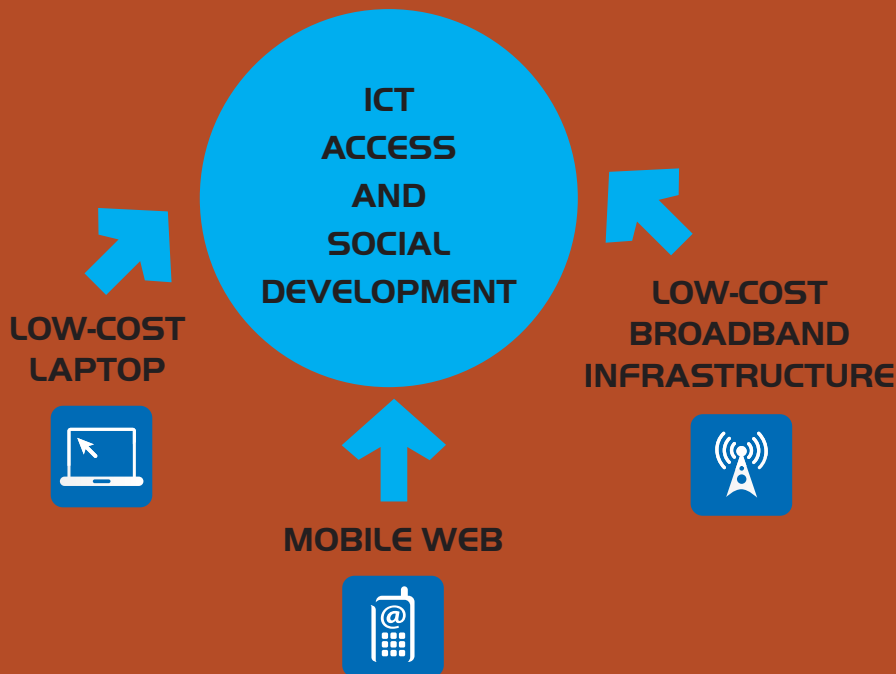 ICT
ACCESS
AND
SOCIAL
DEVELOPMENT
LOW-COST
LAPTOP
LOW-COST
BROADBAND
INFRASTRUCTURE
MOBILE WEB
@